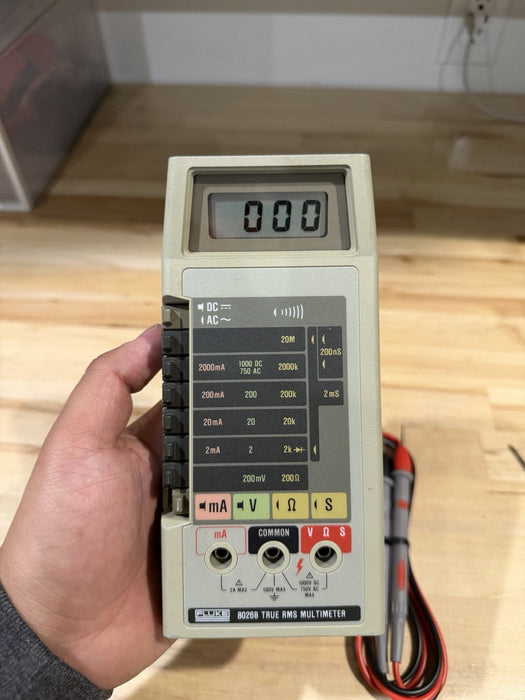 000
DC
AC
20M
200nS
2000mA 1000 DC 750 AC 2000k
200mA 200 200k 2mS
20mA 20 20k
2mA 2 2k
200mV 200Ω
mA V Ω S
mA COMMON V Ω S
2A MAX 500V MAX 1000V DC 750V AC MAX
FLUKE 8026B TRUE RMS MULTIMETER